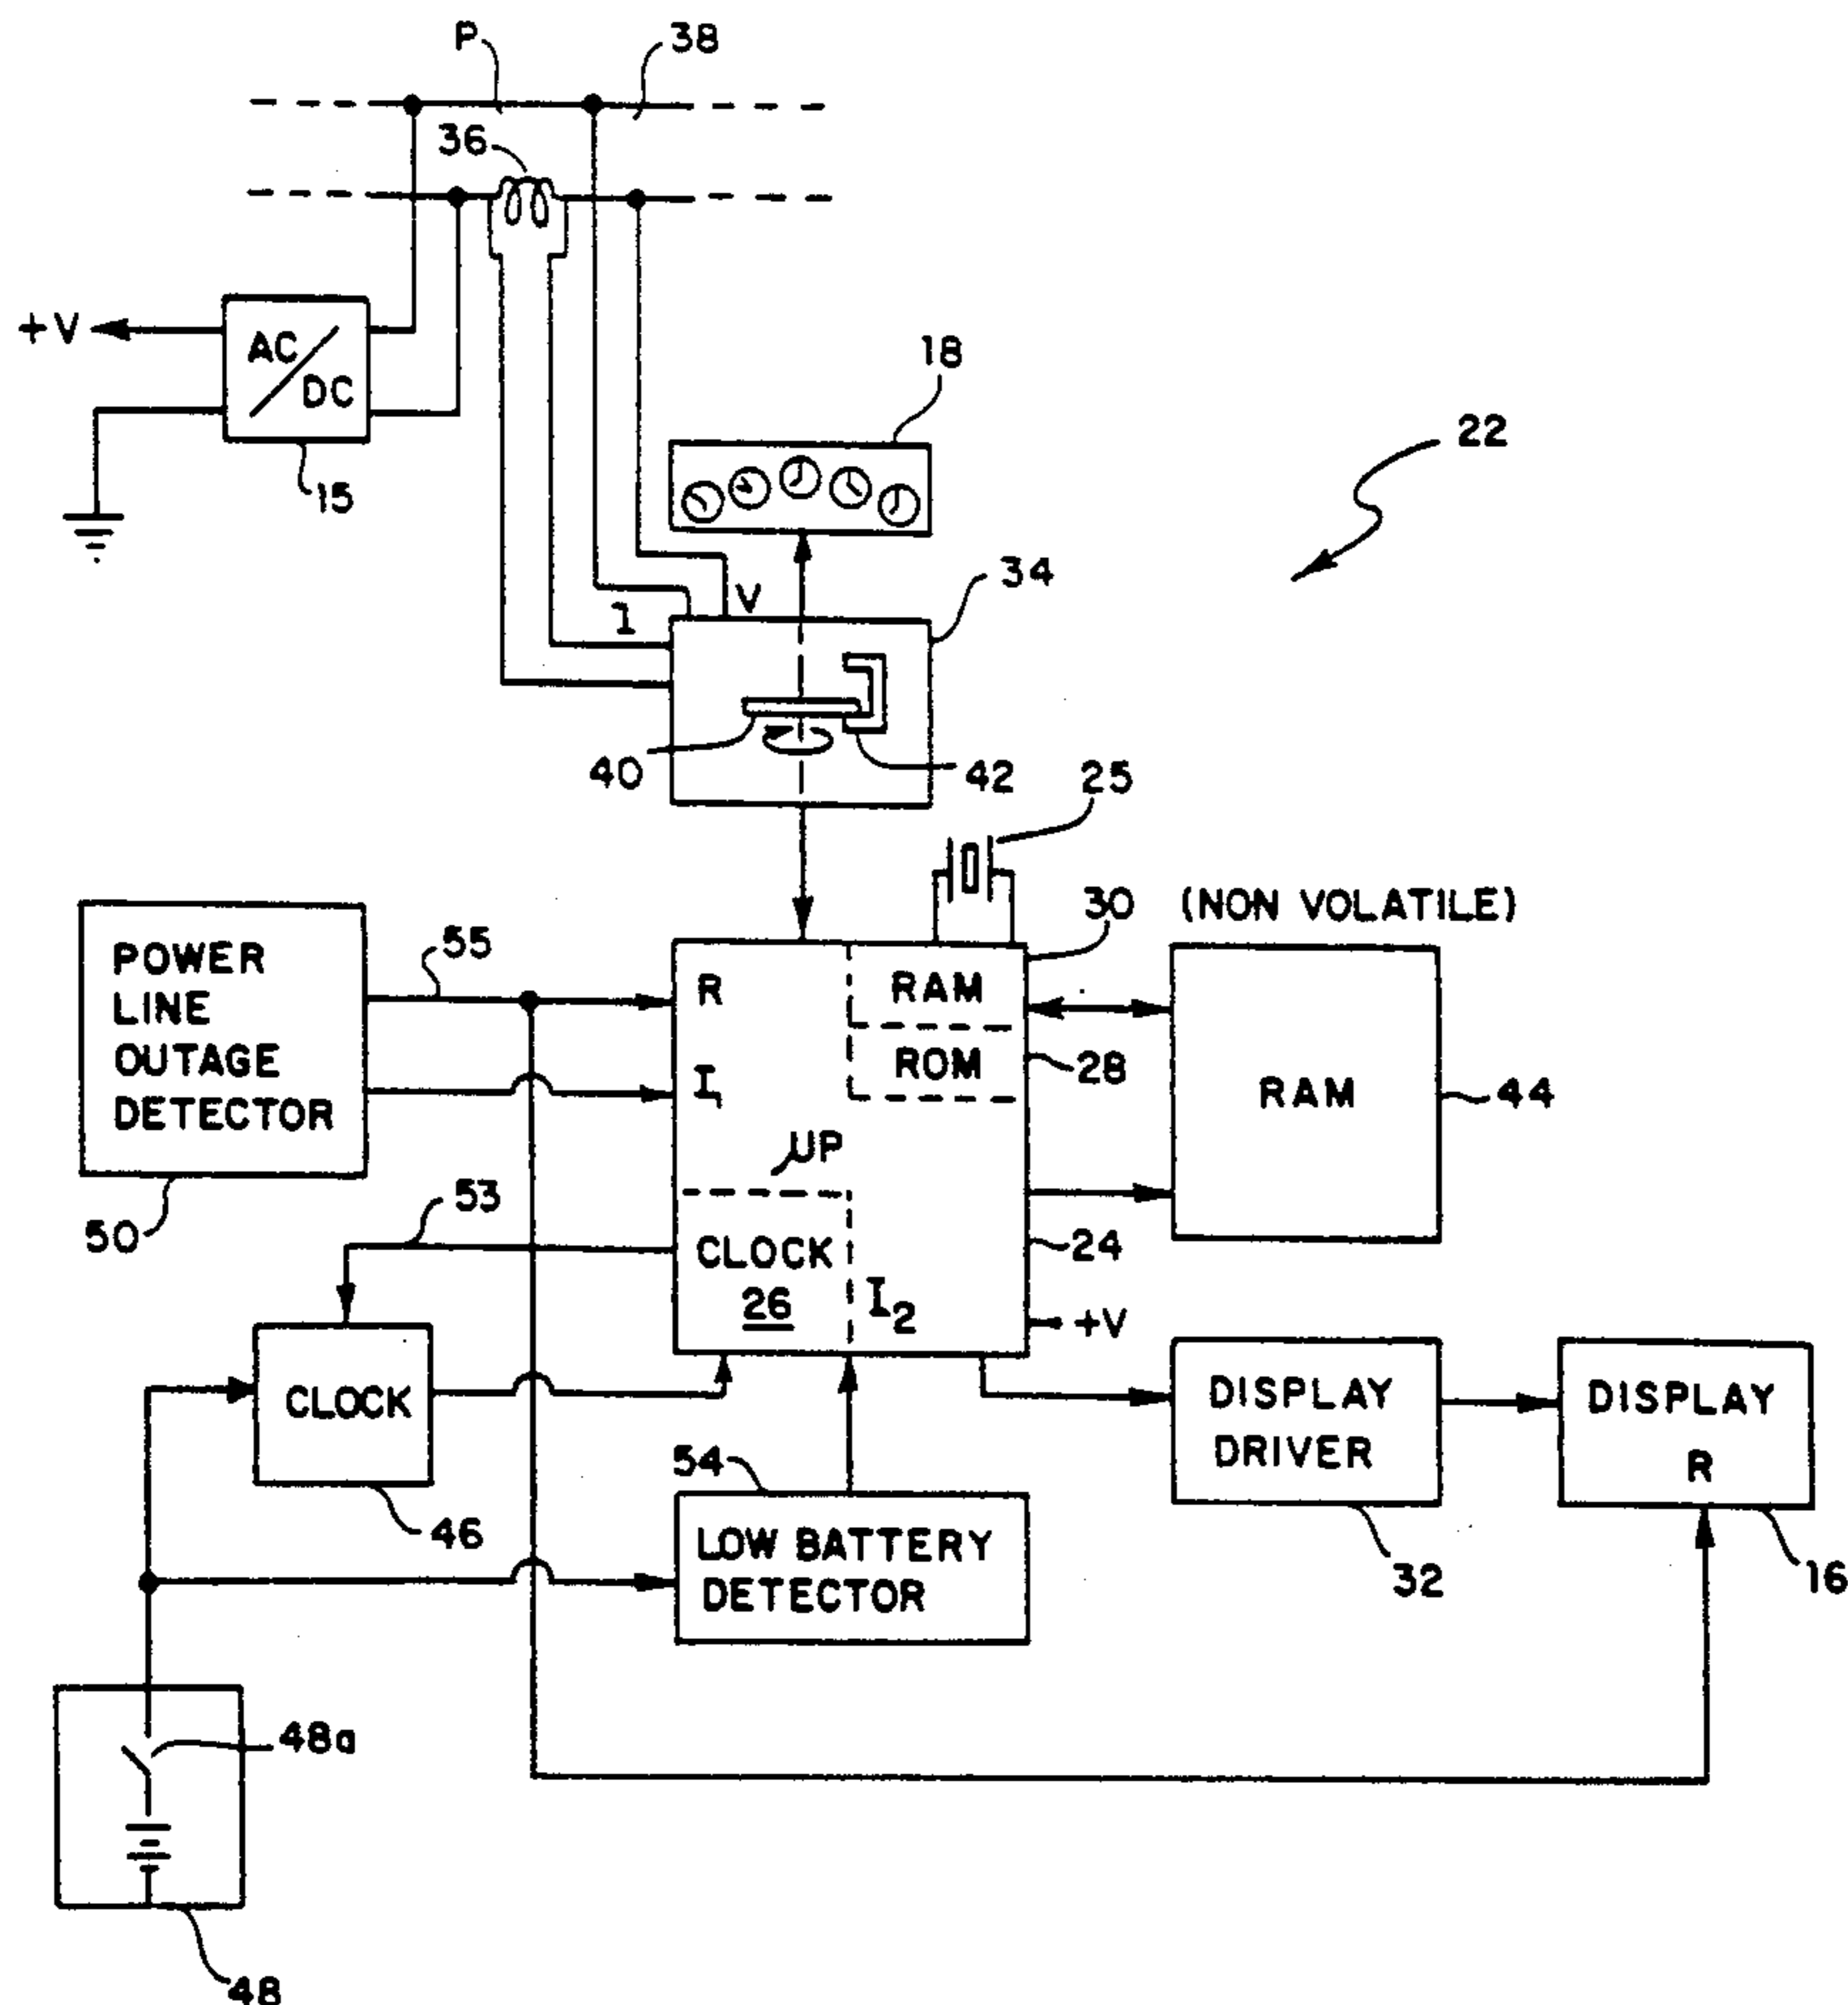 P
38
36
+V
AC
DC
15
18
22
34
V
I
40
42
25
30
(NON VOLATILE)
POWER
LINE
OUTAGE
DETECTOR
55
R
RAM
ROM
28
RAM
44
I1
UP
50
53
CLOCK
26
I2
24
+V
CLOCK
DISPLAY
DRIVER
DISPLAY
R
54
46
LOW BATTERY
DETECTOR
32
16
48a
48